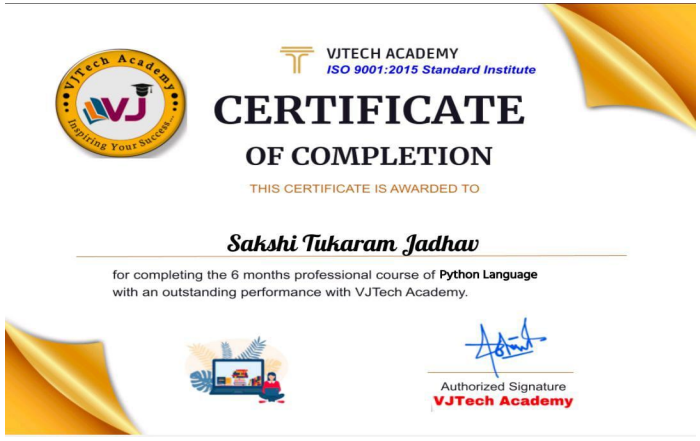 VJTech Academy
VJ
Inspiring Your Success...
VJTECH ACADEMY
ISO 9001:2015 Standard Institute
CERTIFICATE
OF COMPLETION
THIS CERTIFICATE IS AWARDED TO
Sakshi Tukaram Jadhav
for completing the 6 months professional course of Python Language
with an outstanding performance with VJTech Academy.
Authorized Signature
VJTech Academy